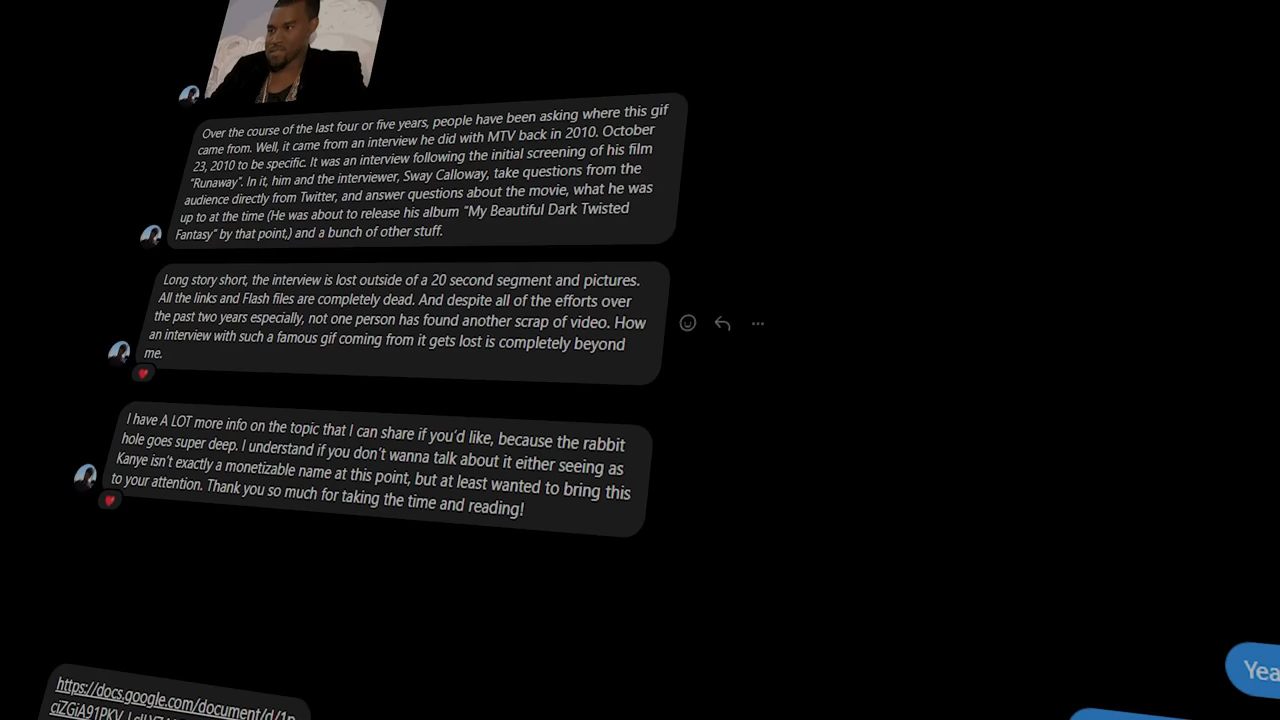 Over the course of the last four or five years, people have been asking where this gif
came from. Well, it came from an interview he did with MTV back in 2010. October
23, 2010 to be specific. It was an interview following the initial screening of his film
"Runaway". In it, him and the interviewer, Sway Calloway, take questions from the
audience directly from Twitter, and answer questions about the movie, what he was
up to at the time (He was about to release his album "My Beautiful Dark Twisted
Fantasy" by that point,) and a bunch of other stuff.
Long story short, the interview is lost outside of a 20 second segment and pictures.
All the links and Flash files are completely dead. And despite all of the efforts over
the past two years especially, not one person has found another scrap of video. How
an interview with such a famous gif coming from it gets lost is completely beyond
me.
I have A LOT more info on the topic that I can share if you'd like, because the rabbit
hole goes super deep. I understand if you don't wanna talk about it either seeing as
Kanye isn't exactly a monetizable name at this point, but at least wanted to bring this
to your attention. Thank you so much for taking the time and reading!
Yea
https://docs.google.com/document/d/1p